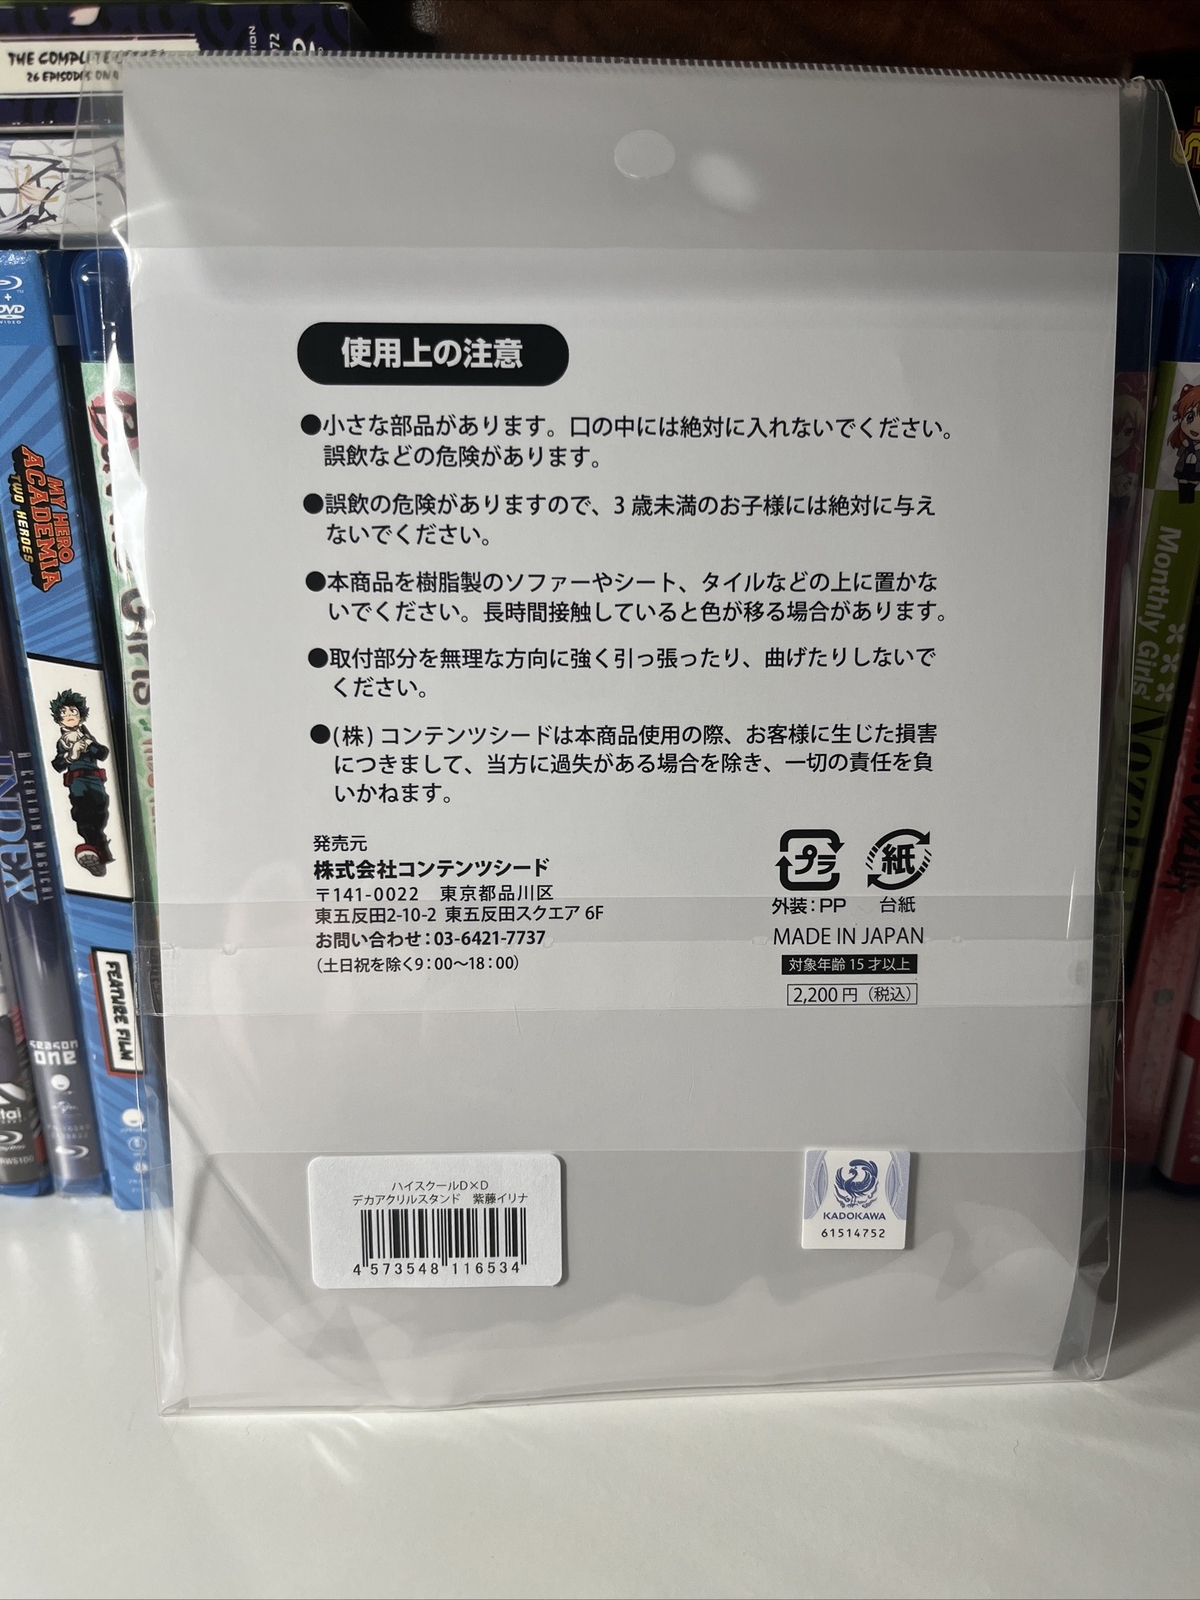 THE COMPLETE
26 EPISODES ON
使用上の注意
●小さな部品があります。口の中には絶対に入れないでください。
誤飲などの危険があります。
●誤飲の危険がありますので、3 歳未満のお子様には絶対に与え
ないでください。
●本商品を樹脂製のソファーやシート、タイルなどの上に置かな
いでください。長時間接触していると色が移る場合があります。
●取付部分を無理な方向に強く引っ張ったり、曲げたりしないで
ください。
●(株) コンテンツシードは本商品使用の際、お客様に生じた損害
につきまして、当方に過失がある場合を除き、一切の責任を負
いかねます。
発売元
株式会社コンテンツシード
〒141-0022　東京都品川区
東五反田2-10-2 東五反田スクエア 6F
お問い合わせ：03-6421-7737
（土日祝を除く9：00〜18：00）
プラ
紙
外装：PP
台紙
MADE IN JAPAN
対象年齢 15 才以上
2,200 円（税込）
ハイスクールD×D
デカアクリルスタンド　紫藤イリナ
4 573548 116534
KADOKAWA
61514752
DVD
VIDEO
MY HERO
ACADEMIA
TWO HEROES
FEATURE FILM
A CERTAIN MAGICAL
INDEX
season
one
Monthly Girls'